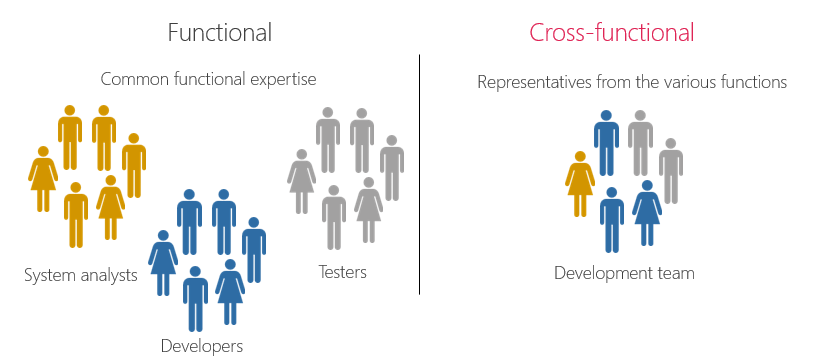 Functional
Common functional expertise
System analysts
Developers
Testers
Cross-functional
Representatives from the various functions
Development team